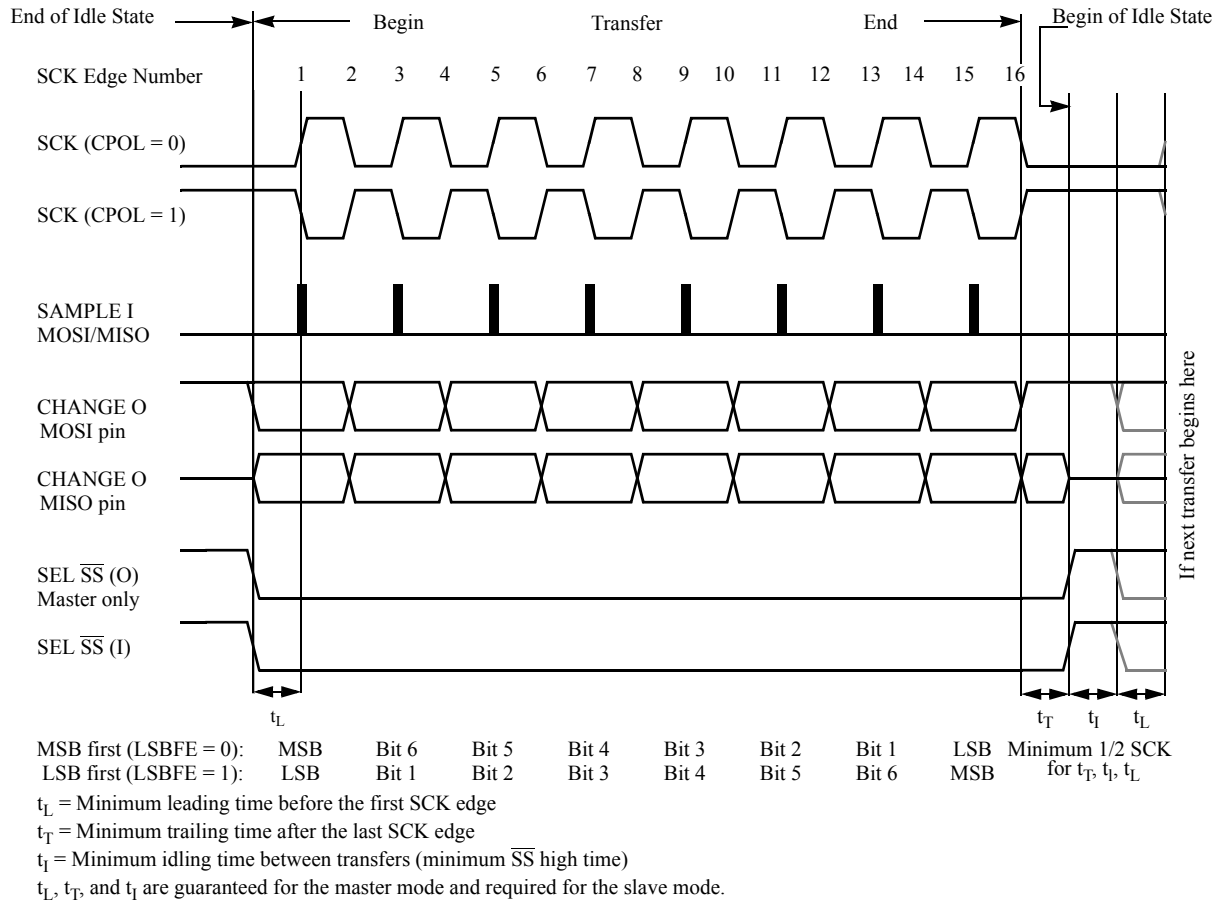 End of Idle State Begin Transfer End Begin of Idle State
SCK Edge Number 1 2 3 4 5 6 7 8 9 10 11 12 13 14 15 16
SCK (CPOL = 0)
SCK (CPOL = 1)
SAMPLE I
MOSI/MISO
CHANGE O
MOSI pin
CHANGE O
MISO pin
SEL S̅S̅ (O)
Master only
SEL S̅S̅ (I)
If next transfer begins here
tL tT tI tL
MSB first (LSBFE = 0): MSB Bit 6 Bit 5 Bit 4 Bit 3 Bit 2 Bit 1 LSB Minimum 1/2 SCK
LSB first (LSBFE = 1): LSB Bit 1 Bit 2 Bit 3 Bit 4 Bit 5 Bit 6 MSB for tT, tl, tL
tL = Minimum leading time before the first SCK edge
tT = Minimum trailing time after the last SCK edge
tI = Minimum idling time between transfers (minimum S̅S̅ high time)
tL, tT, and tI are guaranteed for the master mode and required for the slave mode.